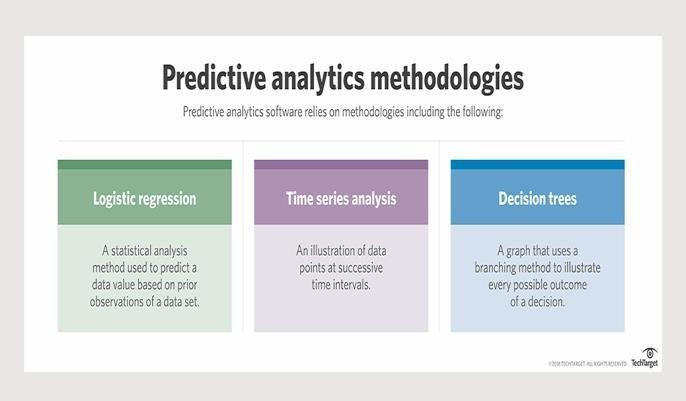 Predictive analytics methodologies
Predictive analytics software relies on methodologies including the following:
Logistic regression
A statistical analysis
method used to predict a
data value based on prior
observations of a data set.
Time series analysis
An illustration of data
points at successive
time intervals.
Decision trees
A graph that uses a
branching method to illustrate
every possible outcome
of a decision.
©2018 TECHTARGET. ALL RIGHTS RESERVED
TechTarget